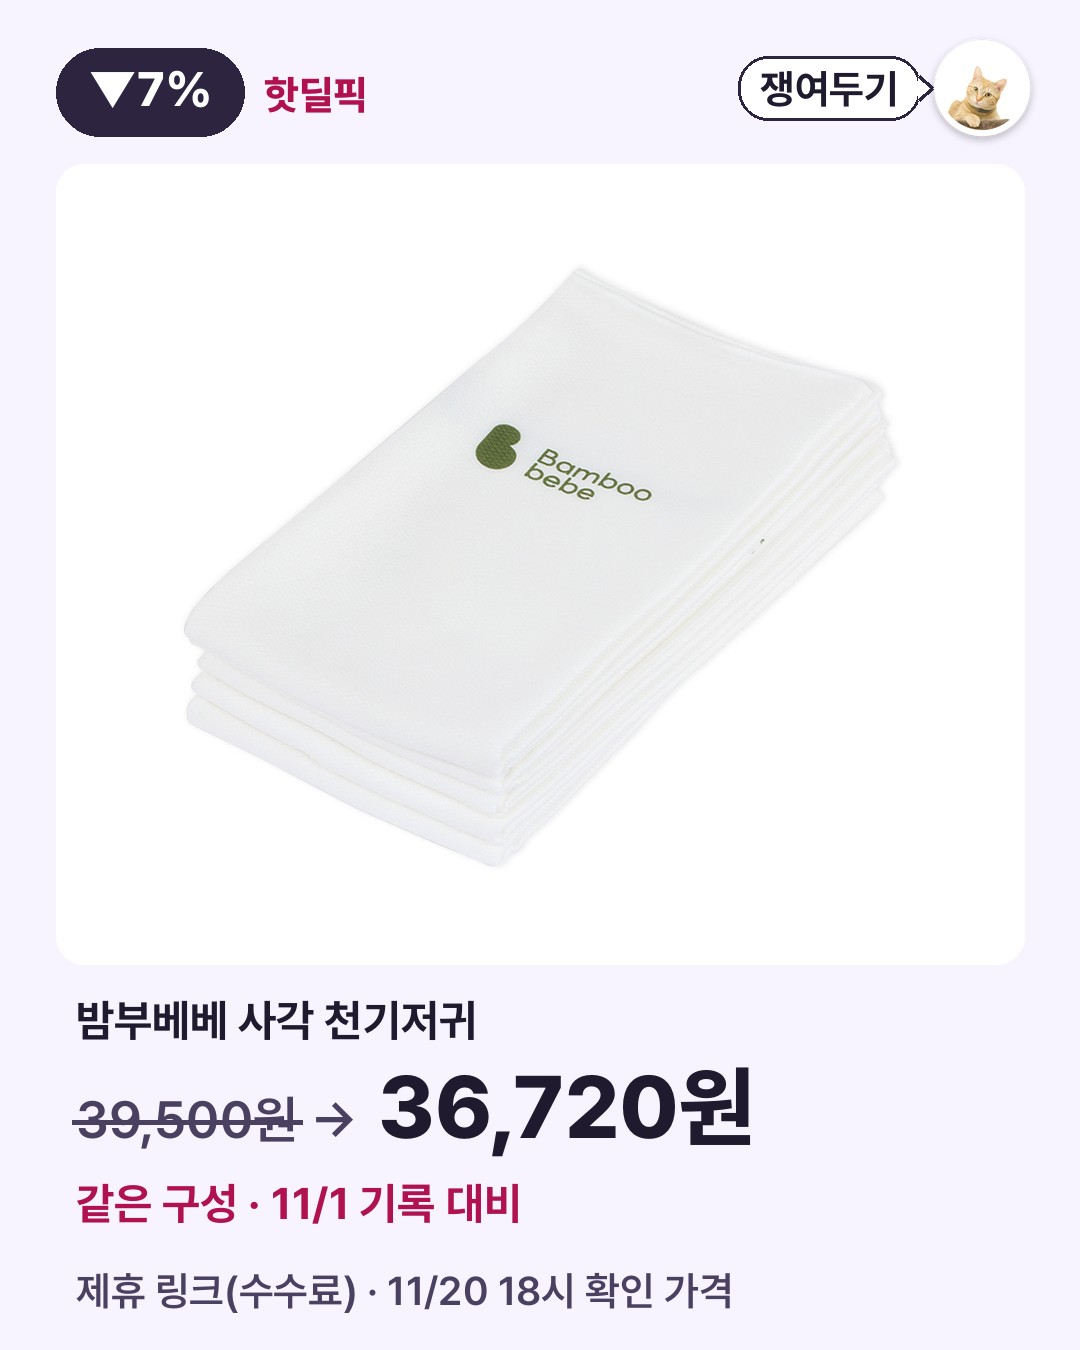 ▼7% 핫딜픽
쟁여두기
Bamboo
bebe
밤부베베 사각 천기저귀
39,500원 → 36,720원
같은 구성 · 11/1 기록 대비
제휴 링크(수수료) · 11/20 18시 확인 가격